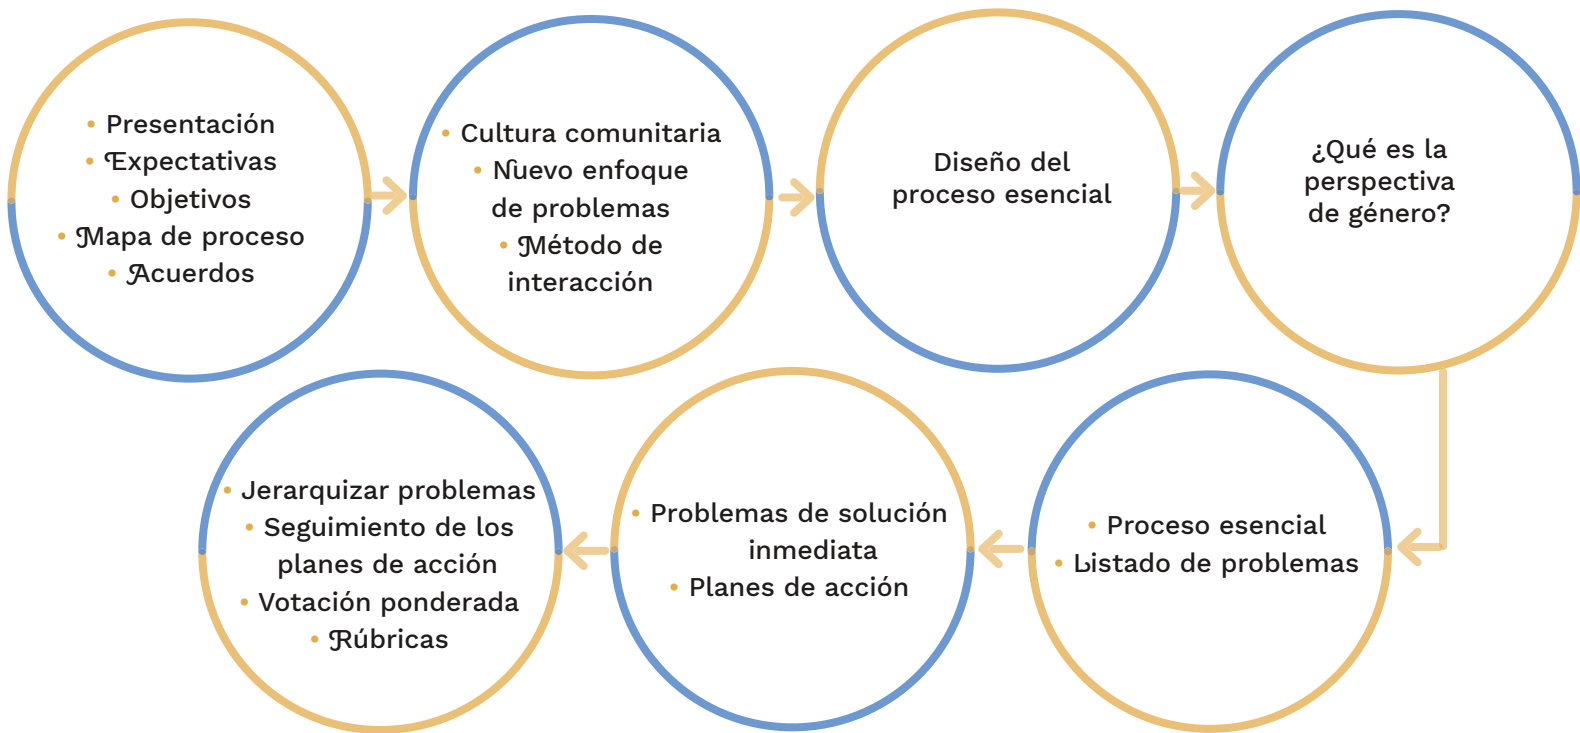 • Presentación
• Expectativas
• Objetivos
• Mapa de proceso
• Acuerdos
• Cultura comunitaria
• Nuevo enfoque
de problemas
• Método de
interacción
Diseño del
proceso esencial
¿Qué es la
perspectiva
de género?
• Proceso esencial
• Listado de problemas
• Problemas de solución
inmediata
• Planes de acción
• Jerarquizar problemas
• Seguimiento de los
planes de acción
• Votación ponderada
• Rúbricas